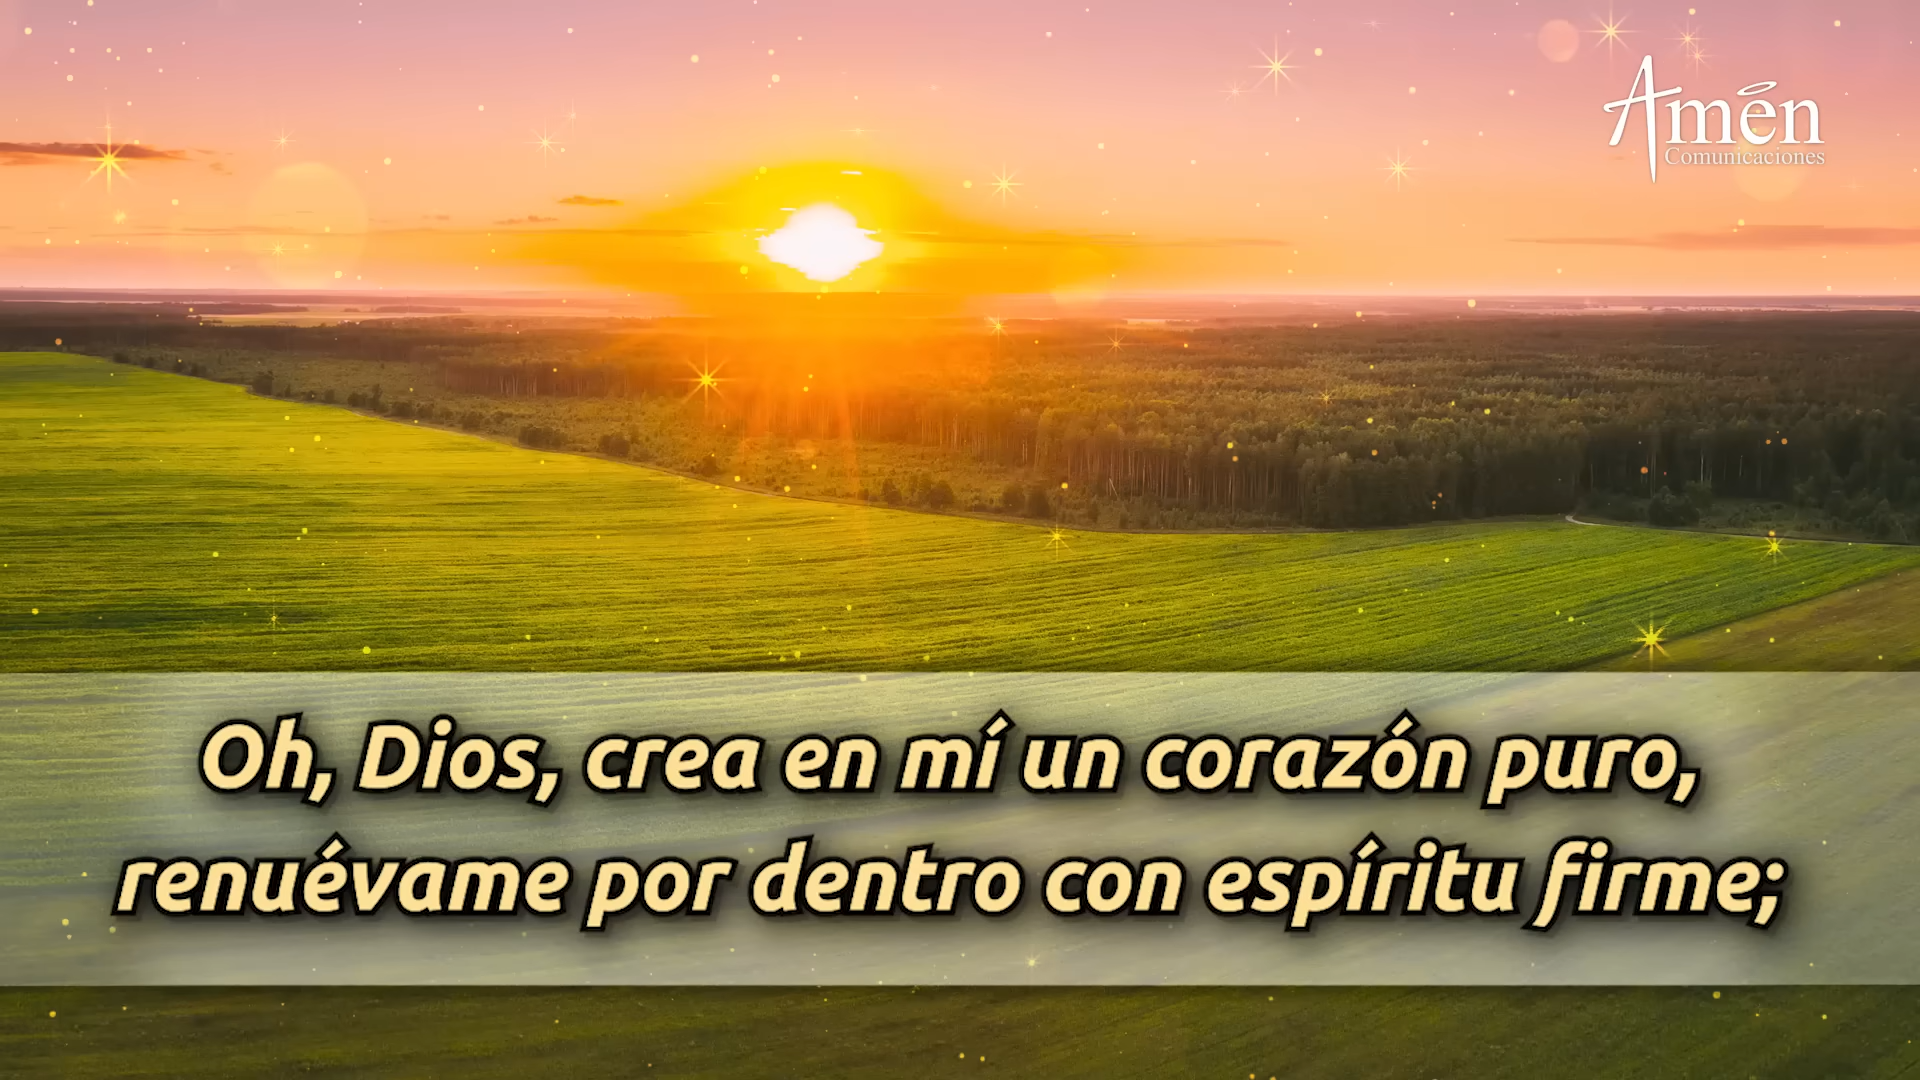 Amén
Comunicaciones
Oh, Dios, crea en mí un corazón puro,
renuévame por dentro con espíritu firme;